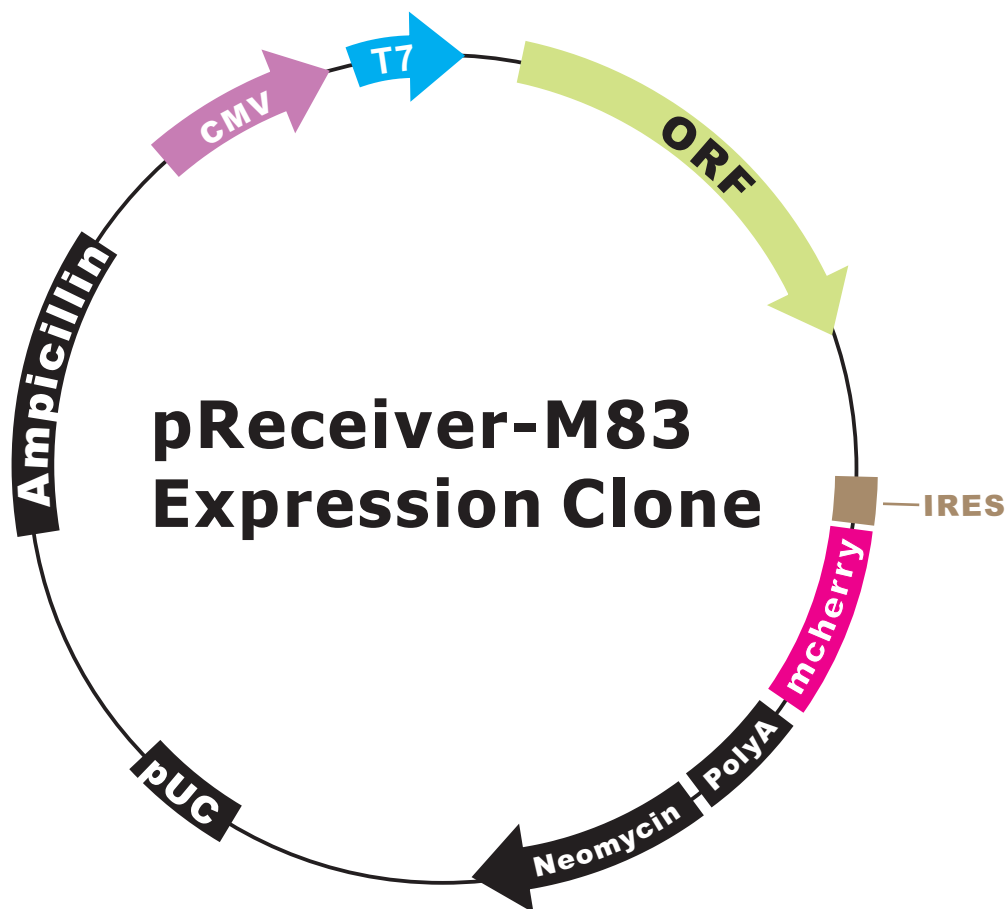 T7
CMV
ORF
Ampicillin
pReceiver-M83
Expression Clone
IRES
mcherry
PolyA
Neomycin
pUC